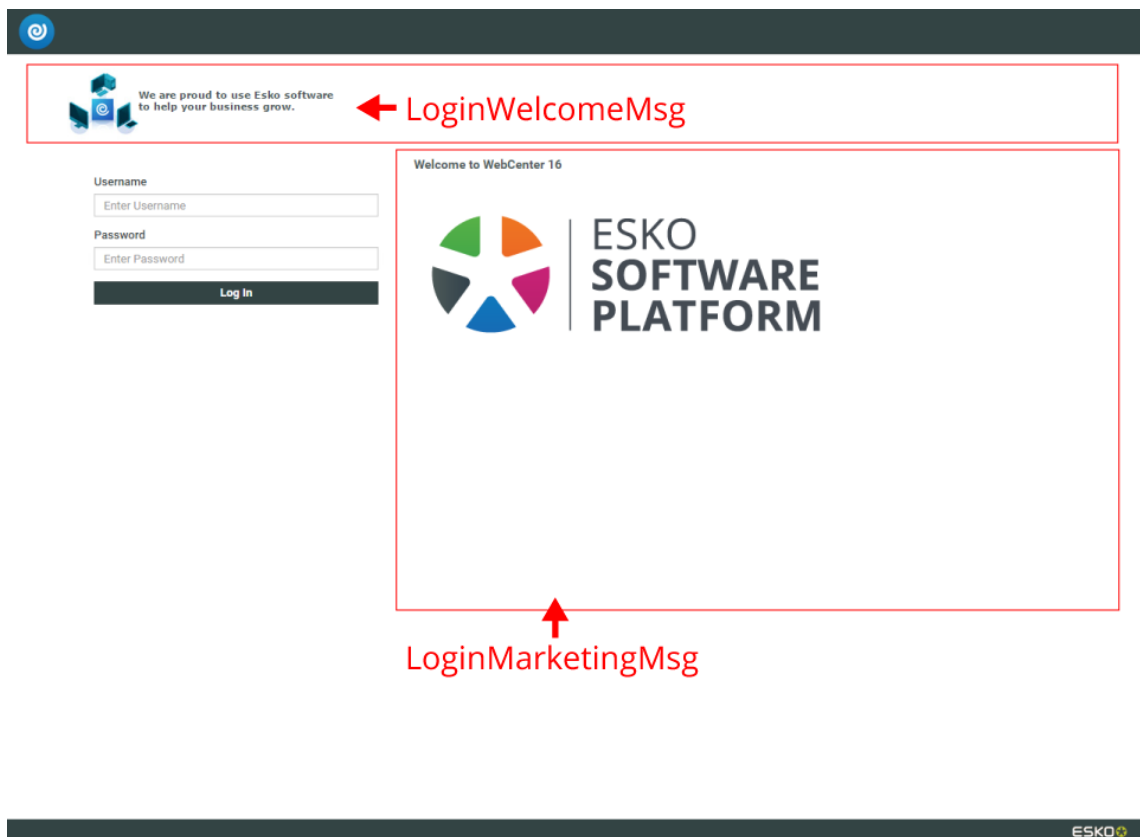 We are proud to use Esko software
to help your business grow.
LoginWelcomeMsg
Welcome to WebCenter 16
Username
Enter Username
Password
Enter Password
Log In
ESKO
SOFTWARE
PLATFORM
LoginMarketingMsg
ESKO